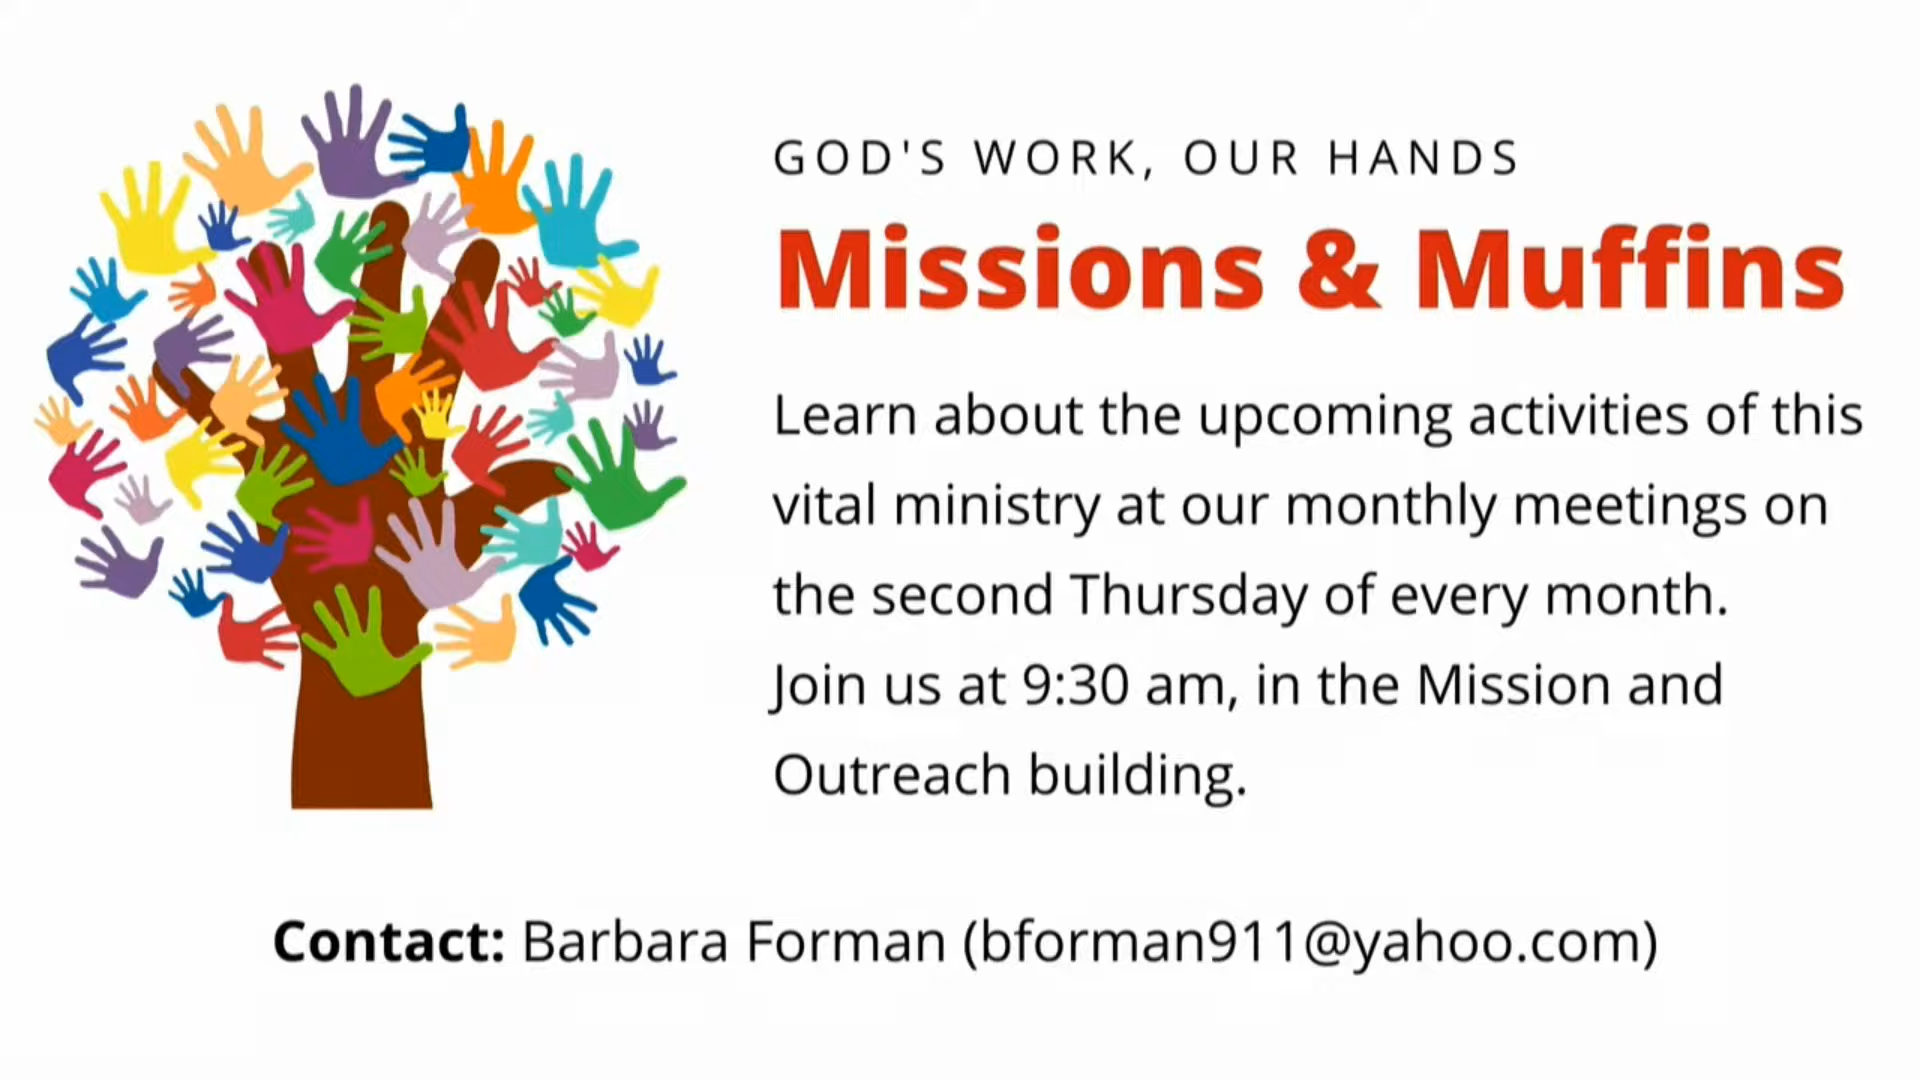 GOD'S WORK, OUR HANDS
Missions & Muffins
Learn about the upcoming activities of this
vital ministry at our monthly meetings on
the second Thursday of every month.
Join us at 9:30 am, in the Mission and
Outreach building.
Contact: Barbara Forman (bforman911@yahoo.com)